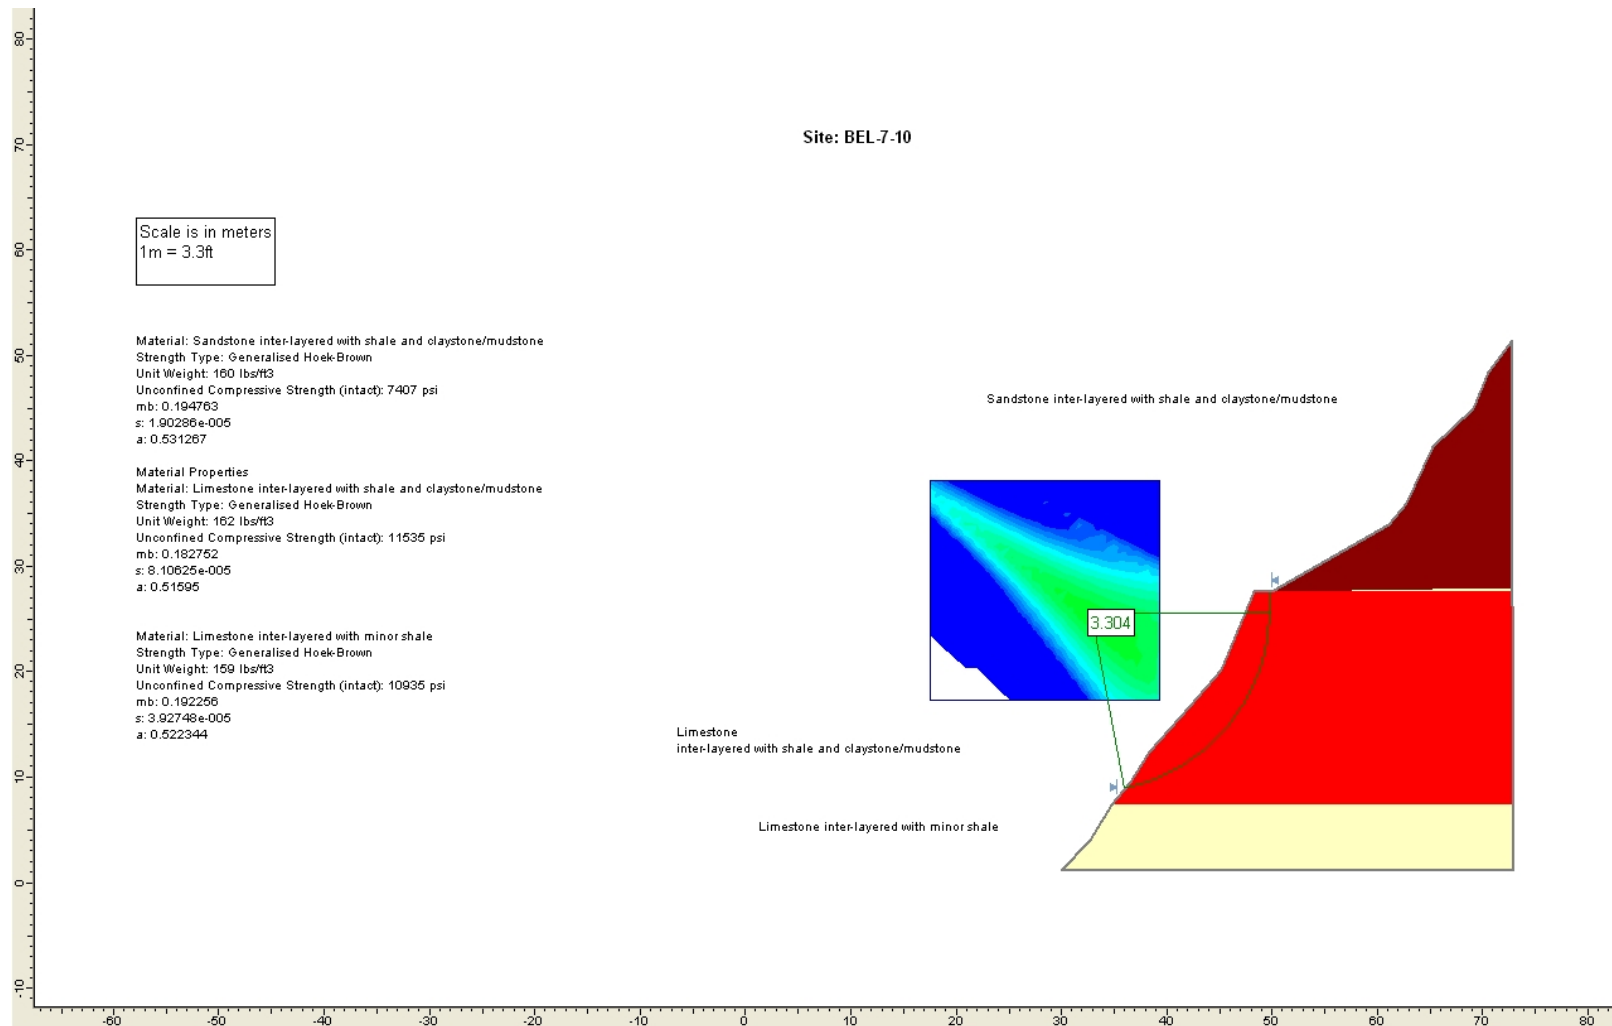 80
70
60
50
40
30
20
10
0
-10
Site: BEL-7-10
Scale is in meters
1m = 3.3ft
Material: Sandstone inter-layered with shale and claystone/mudstone
Strength Type: Generalised Hoek-Brown
Unit Weight: 160 lbs/ft3
Unconfined Compressive Strength (intact): 7407 psi
mb: 0.194763
s: 1.90286e-005
a: 0.531267
Material Properties
Material: Limestone inter-layered with shale and claystone/mudstone
Strength Type: Generalised Hoek-Brown
Unit Weight: 162 lbs/ft3
Unconfined Compressive Strength (intact): 11535 psi
mb: 0.182752
s: 8.10625e-005
a: 0.51595
Material: Limestone inter-layered with minor shale
Strength Type: Generalised Hoek-Brown
Unit Weight: 159 lbs/ft3
Unconfined Compressive Strength (intact): 10935 psi
mb: 0.192256
s: 3.92748e-005
a: 0.522344
Sandstone inter-layered with shale and claystone/mudstone
3.304
Limestone
inter-layered with shale and claystone/mudstone
Limestone inter-layered with minor shale
-60 -50 -40 -30 -20 -10 0 10 20 30 40 50 60 70 80